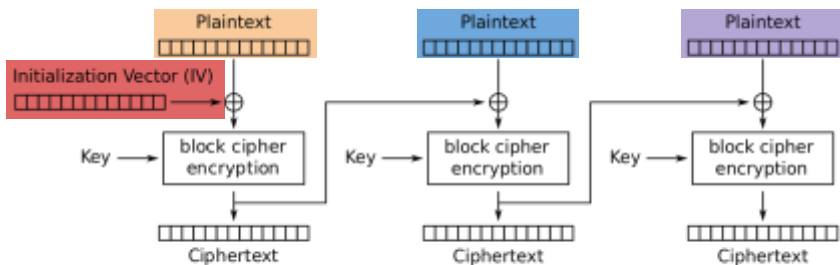 Plaintext
Plaintext
Plaintext
Initialization Vector (IV)
Key
block cipher
encryption
Key
block cipher
encryption
Key
block cipher
encryption
Ciphertext
Ciphertext
Ciphertext